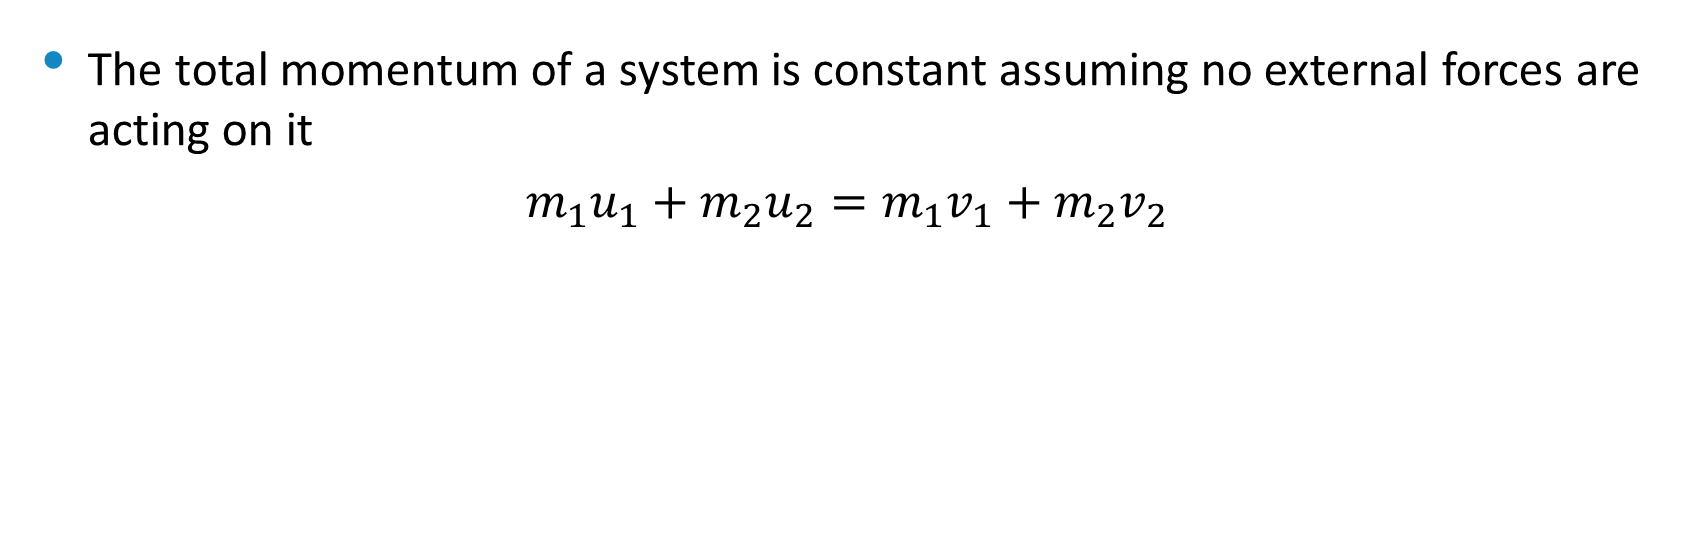 • The total momentum of a system is constant assuming no external forces are
acting on it
𝑚₁𝑢₁ + 𝑚₂𝑢₂ = 𝑚₁𝑣₁ + 𝑚₂𝑣₂